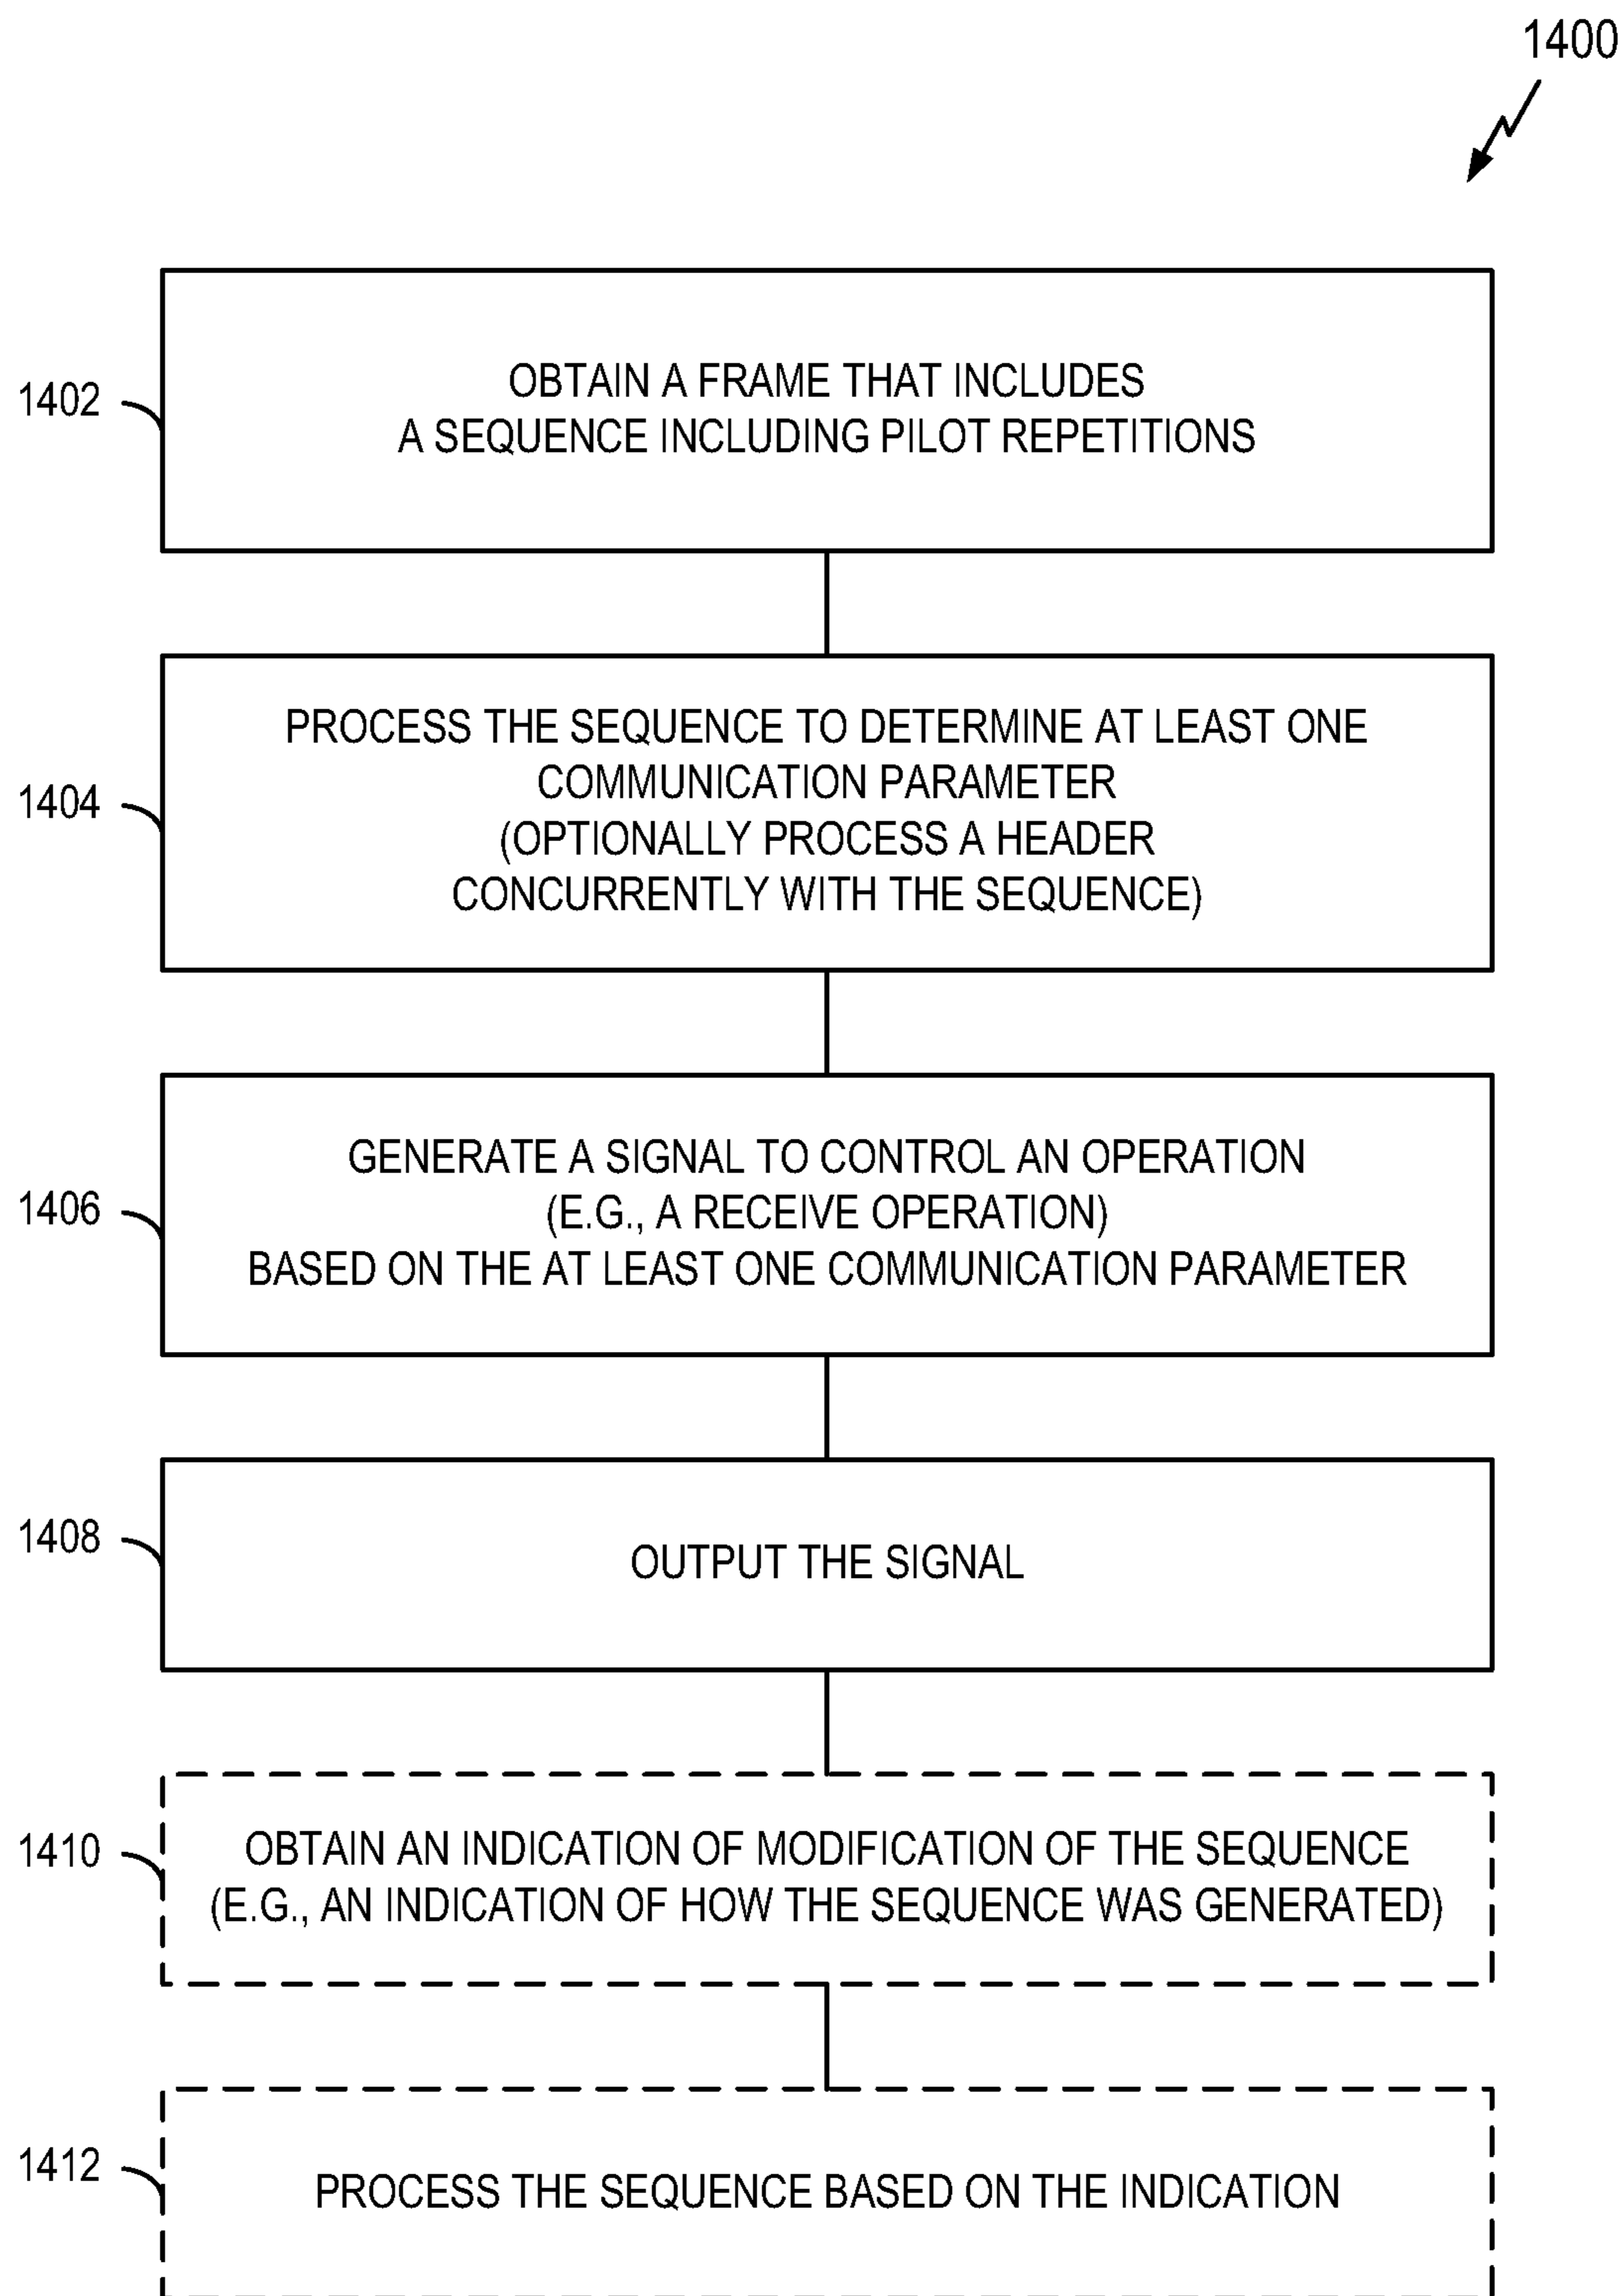 1400
1402
OBTAIN A FRAME THAT INCLUDES
A SEQUENCE INCLUDING PILOT REPETITIONS
1404
PROCESS THE SEQUENCE TO DETERMINE AT LEAST ONE
COMMUNICATION PARAMETER
(OPTIONALLY PROCESS A HEADER
CONCURRENTLY WITH THE SEQUENCE)
1406
GENERATE A SIGNAL TO CONTROL AN OPERATION
(E.G., A RECEIVE OPERATION)
BASED ON THE AT LEAST ONE COMMUNICATION PARAMETER
1408
OUTPUT THE SIGNAL
1410
OBTAIN AN INDICATION OF MODIFICATION OF THE SEQUENCE
(E.G., AN INDICATION OF HOW THE SEQUENCE WAS GENERATED)
1412
PROCESS THE SEQUENCE BASED ON THE INDICATION